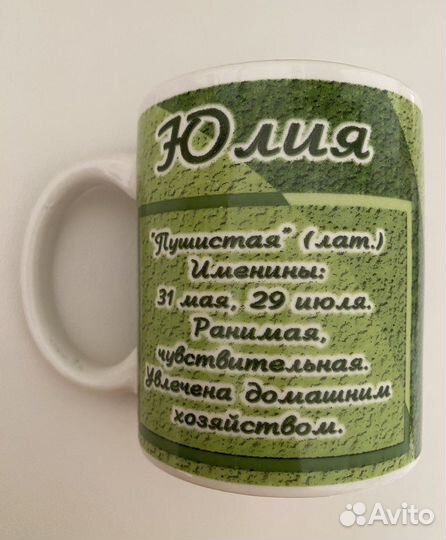 Юлия
"Пушистая" (лат.)
Именины:
31 мая, 29 июля.
Ранимая,
чувствительная.
Увлечена домашним
хозяйством.
Avito